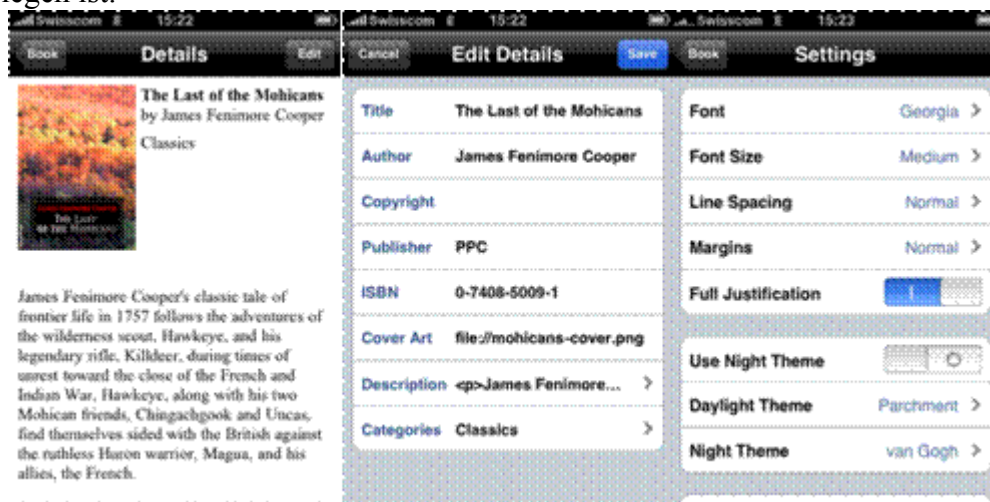 legen ist.
Swisscom 15:22
Book Details Edit
The Last of the Mohicans
by James Fenimore Cooper
Classics
THE LAST
OF THE MOHICANS
James Fenimore Cooper's classic tale of
frontier life in 1757 follows the adventures of
the wilderness scout, Hawkeye, and his
legendary rifle, Killdeer, during times of
unrest toward the close of the French and
Indian War, Hawkeye, along with his two
Mohican friends, Chingachgook and Uncas,
find themselves sided with the British against
the ruthless Huron warrior, Magua, and his
allies, the French.
Swisscom 15:22
Cancel Edit Details Save
Title The Last of the Mohicans
Author James Fenimore Cooper
Copyright
Publisher PPC
ISBN 0-7408-5009-1
Cover Art file://mohicans-cover.png
Description <p>James Fenimore...
Categories Classics
Swisscom 15:23
Book Settings
Font Georgia
Font Size Medium
Line Spacing Normal
Margins Normal
Full Justification
Use Night Theme
Daylight Theme Parchment
Night Theme van Gogh